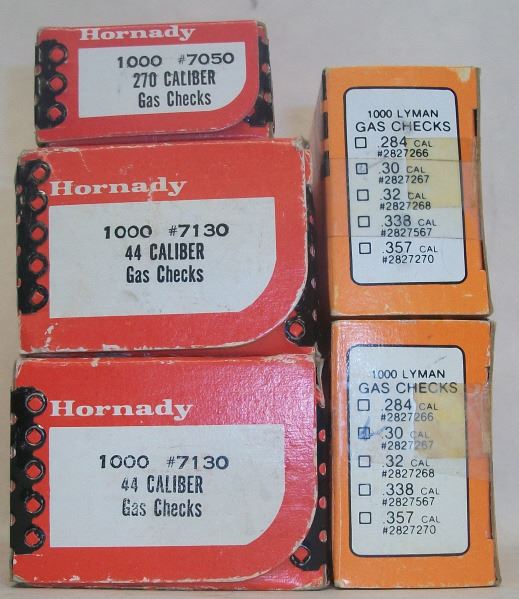 Hornady
1000 #7050
270 CALIBER
Gas Checks
Hornady
1000 #7130
44 CALIBER
Gas Checks
Hornady
1000 #7130
44 CALIBER
Gas Checks
1000 LYMAN
GAS CHECKS
.284 CAL
#2827266
.30 CAL
#2827267
.32 CAL
#2827268
.338 CAL
#2827567
.357 CAL
#2827270
1000 LYMAN
GAS CHECKS
.284 CAL
#2827266
.30 CAL
#2827267
.32 CAL
#2827268
.338 CAL
#2827567
.357 CAL
#2827270